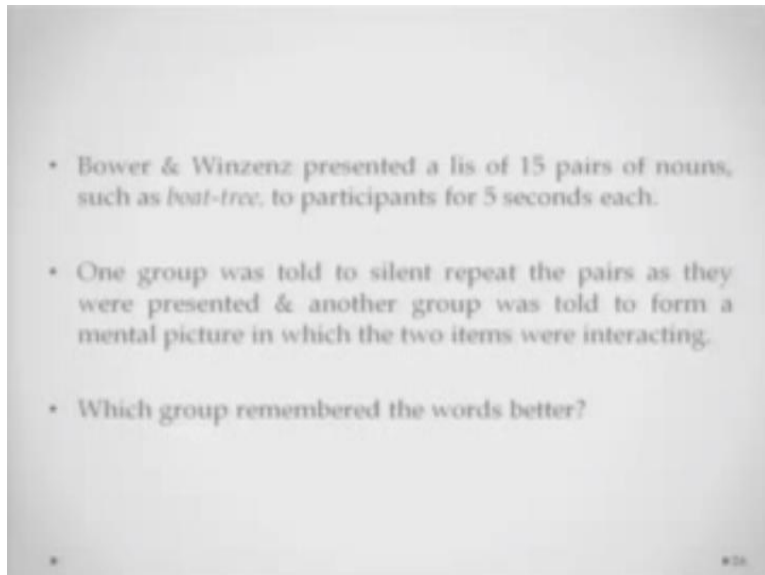 • Bower & Winzenz presented a lis of 15 pairs of nouns,
such as boat-tree, to participants for 5 seconds each.
• One group was told to silent repeat the pairs as they
were presented & another group was told to form a
mental picture in which the two items were interacting.
• Which group remembered the words better?
26